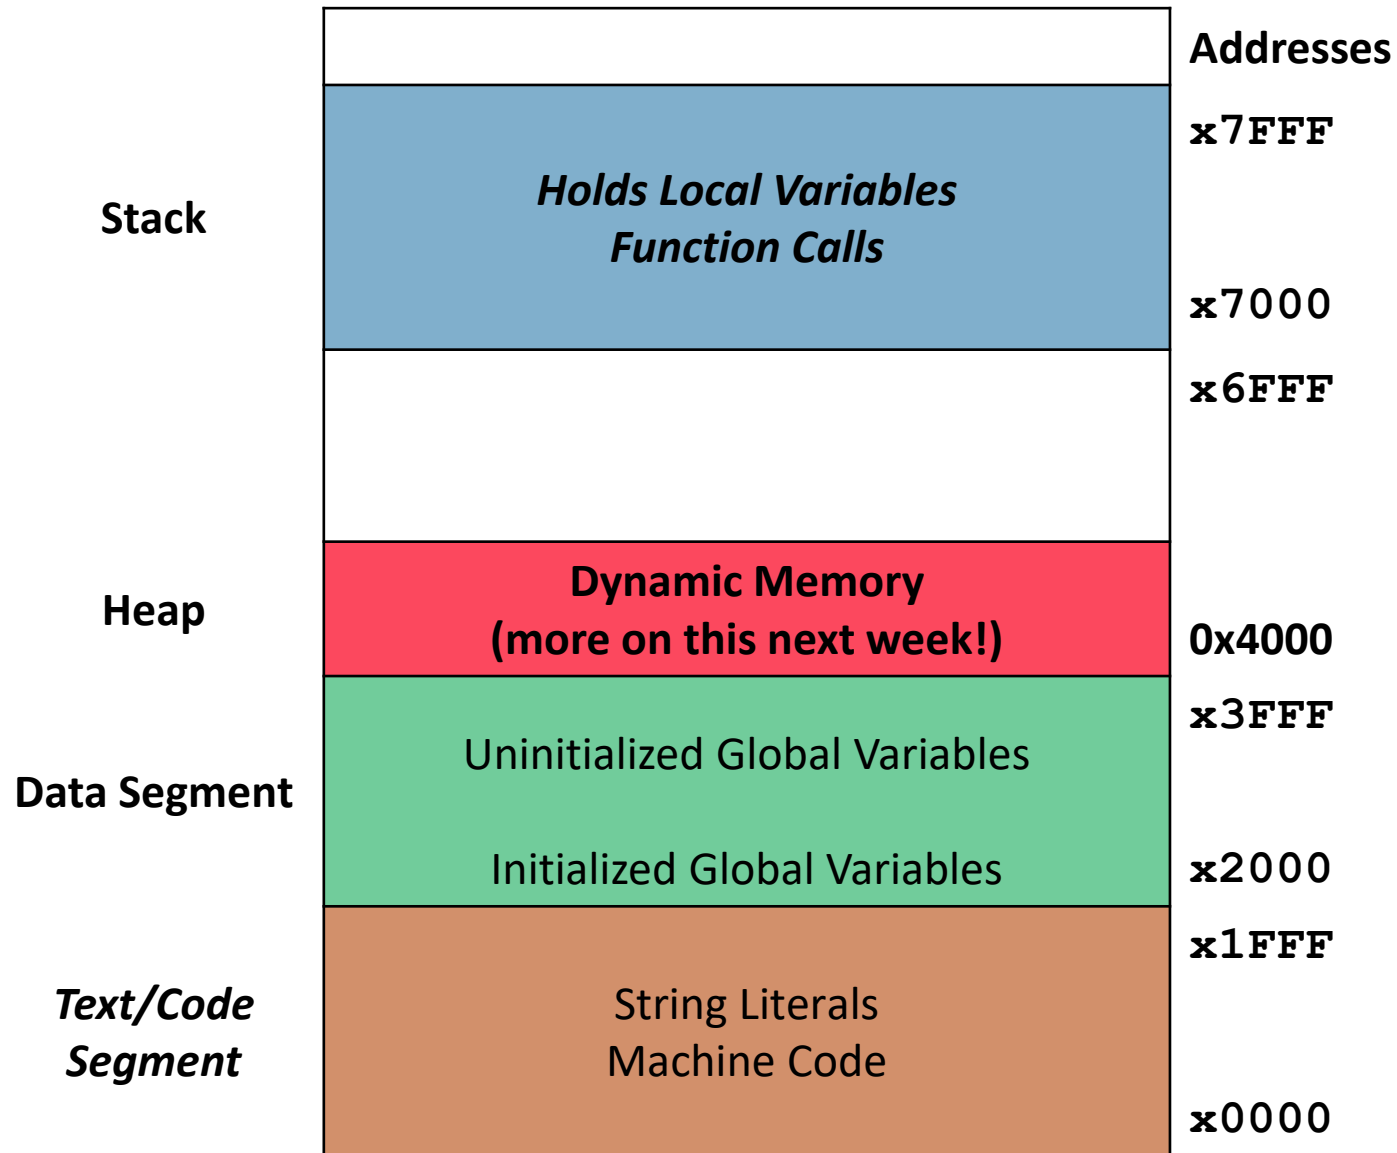 Addresses
x7FFF
Stack
Holds Local Variables
Function Calls
x7000
x6FFF
Heap
Dynamic Memory
(more on this next week!)
0x4000
x3FFF
Data Segment
Uninitialized Global Variables
Initialized Global Variables
x2000
x1FFF
Text/Code
Segment
String Literals
Machine Code
x0000